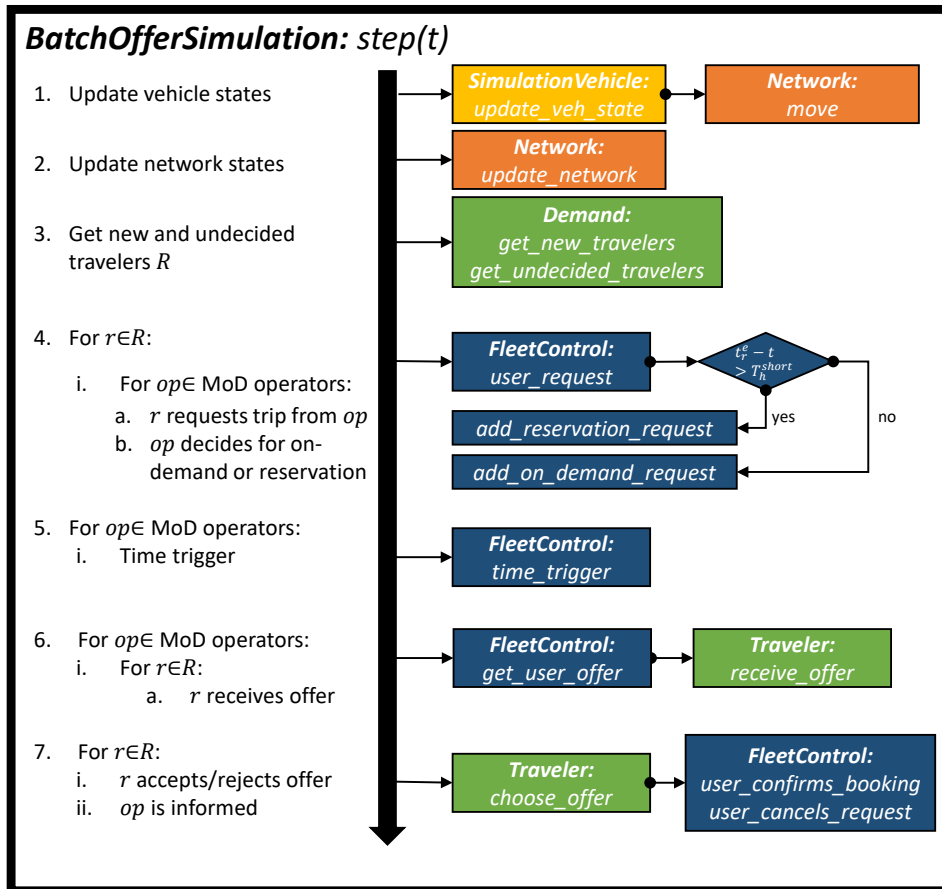 BatchOfferSimulation: step(t)
1. Update vehicle states
SimulationVehicle:
update_veh_state
Network:
move
2. Update network states
Network:
update_network
3. Get new and undecided
travelers R
Demand:
get_new_travelers
get_undecided_travelers
4. For r∈R:
i. For op∈ MoD operators:
a. r requests trip from op
b. op decides for on-
demand or reservation
FleetControl:
user_request
t_r^e − t
> T_h^short
yes
no
add_reservation_request
add_on_demand_request
5. For op∈ MoD operators:
i. Time trigger
FleetControl:
time_trigger
6. For op∈ MoD operators:
i. For r∈R:
a. r receives offer
FleetControl:
get_user_offer
Traveler:
receive_offer
7. For r∈R:
i. r accepts/rejects offer
ii. op is informed
Traveler:
choose_offer
FleetControl:
user_confirms_booking
user_cancels_request